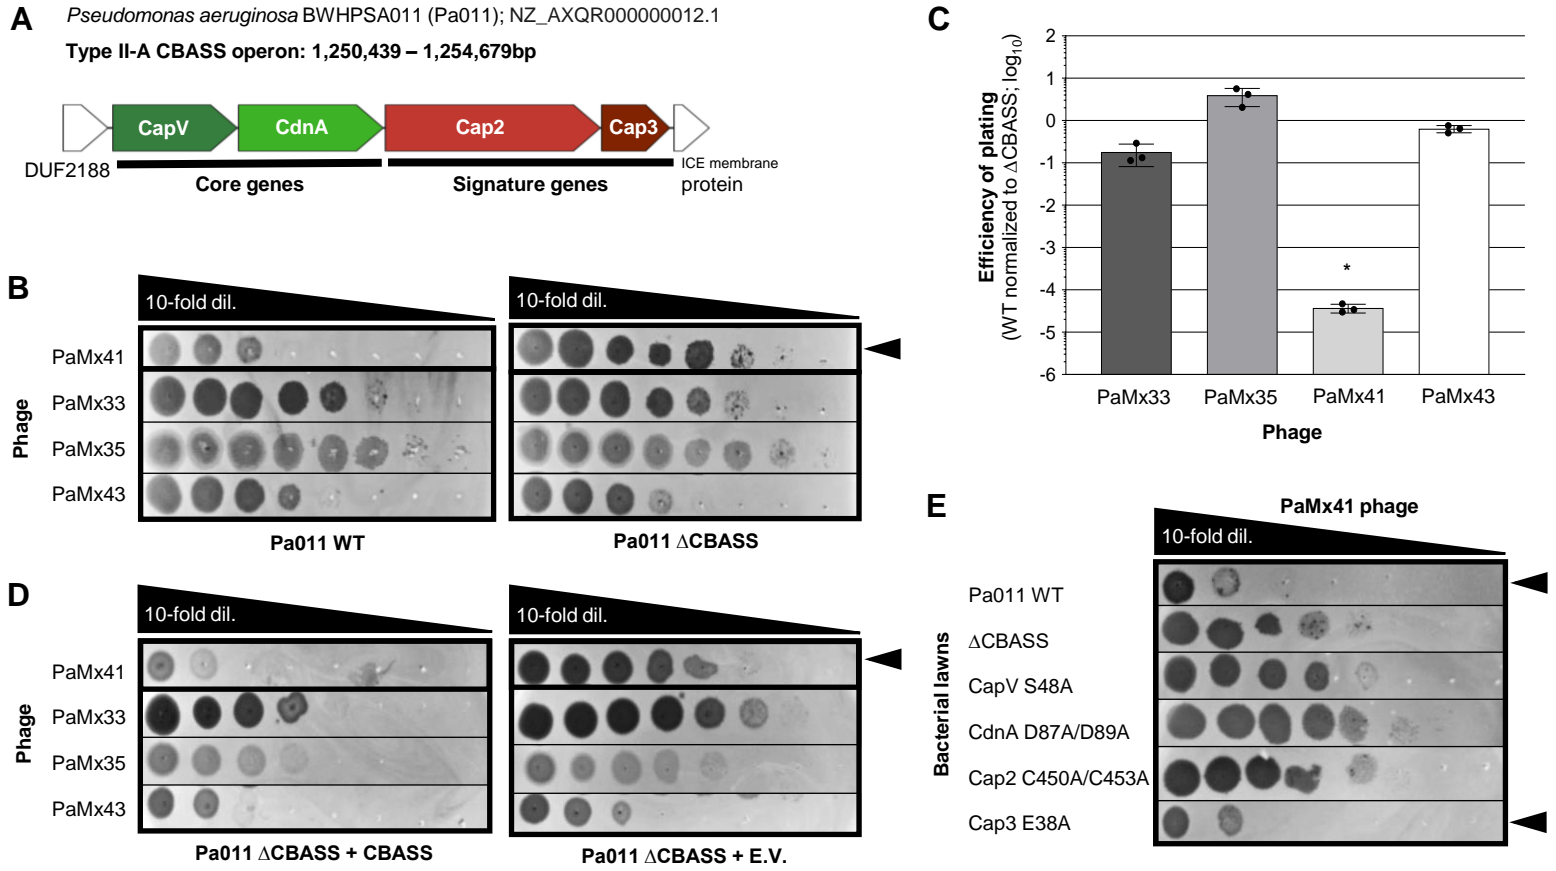 A
Pseudomonas aeruginosa BWHPSA011 (Pa011); NZ_AXQR000000012.1
Type II-A CBASS operon: 1,250,439 – 1,254,679bp
CapV
CdnA
Cap2
Cap3
DUF2188
Core genes
Signature genes
ICE membrane
protein
B
10-fold dil.
10-fold dil.
Phage
PaMx41
PaMx33
PaMx35
PaMx43
Pa011 WT
Pa011 ∆CBASS
C
Efficiency of plating
(WT normalized to ∆CBASS; log10)
2
1
0
-1
-2
-3
-4
-5
-6
*
PaMx33
PaMx35
PaMx41
PaMx43
Phage
D
10-fold dil.
10-fold dil.
Phage
PaMx41
PaMx33
PaMx35
PaMx43
Pa011 ∆CBASS + CBASS
Pa011 ∆CBASS + E.V.
E
PaMx41 phage
10-fold dil.
Bacterial lawns
Pa011 WT
∆CBASS
CapV S48A
CdnA D87A/D89A
Cap2 C450A/C453A
Cap3 E38A